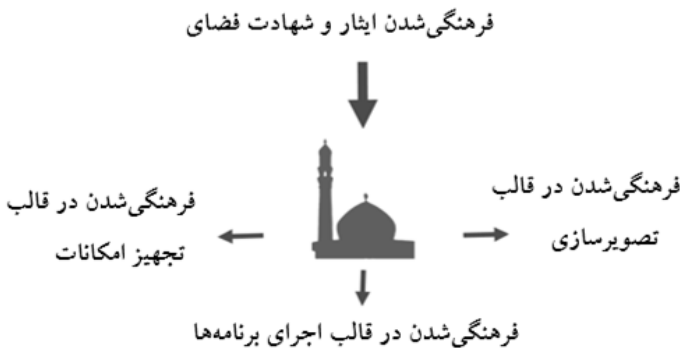 فرهنگی‌شدن ایثار و شهادت فضای
فرهنگی‌شدن در قالب
تصویرسازی
فرهنگی‌شدن در قالب
تجهیز امکانات
فرهنگی‌شدن در قالب اجرای برنامه‌ها